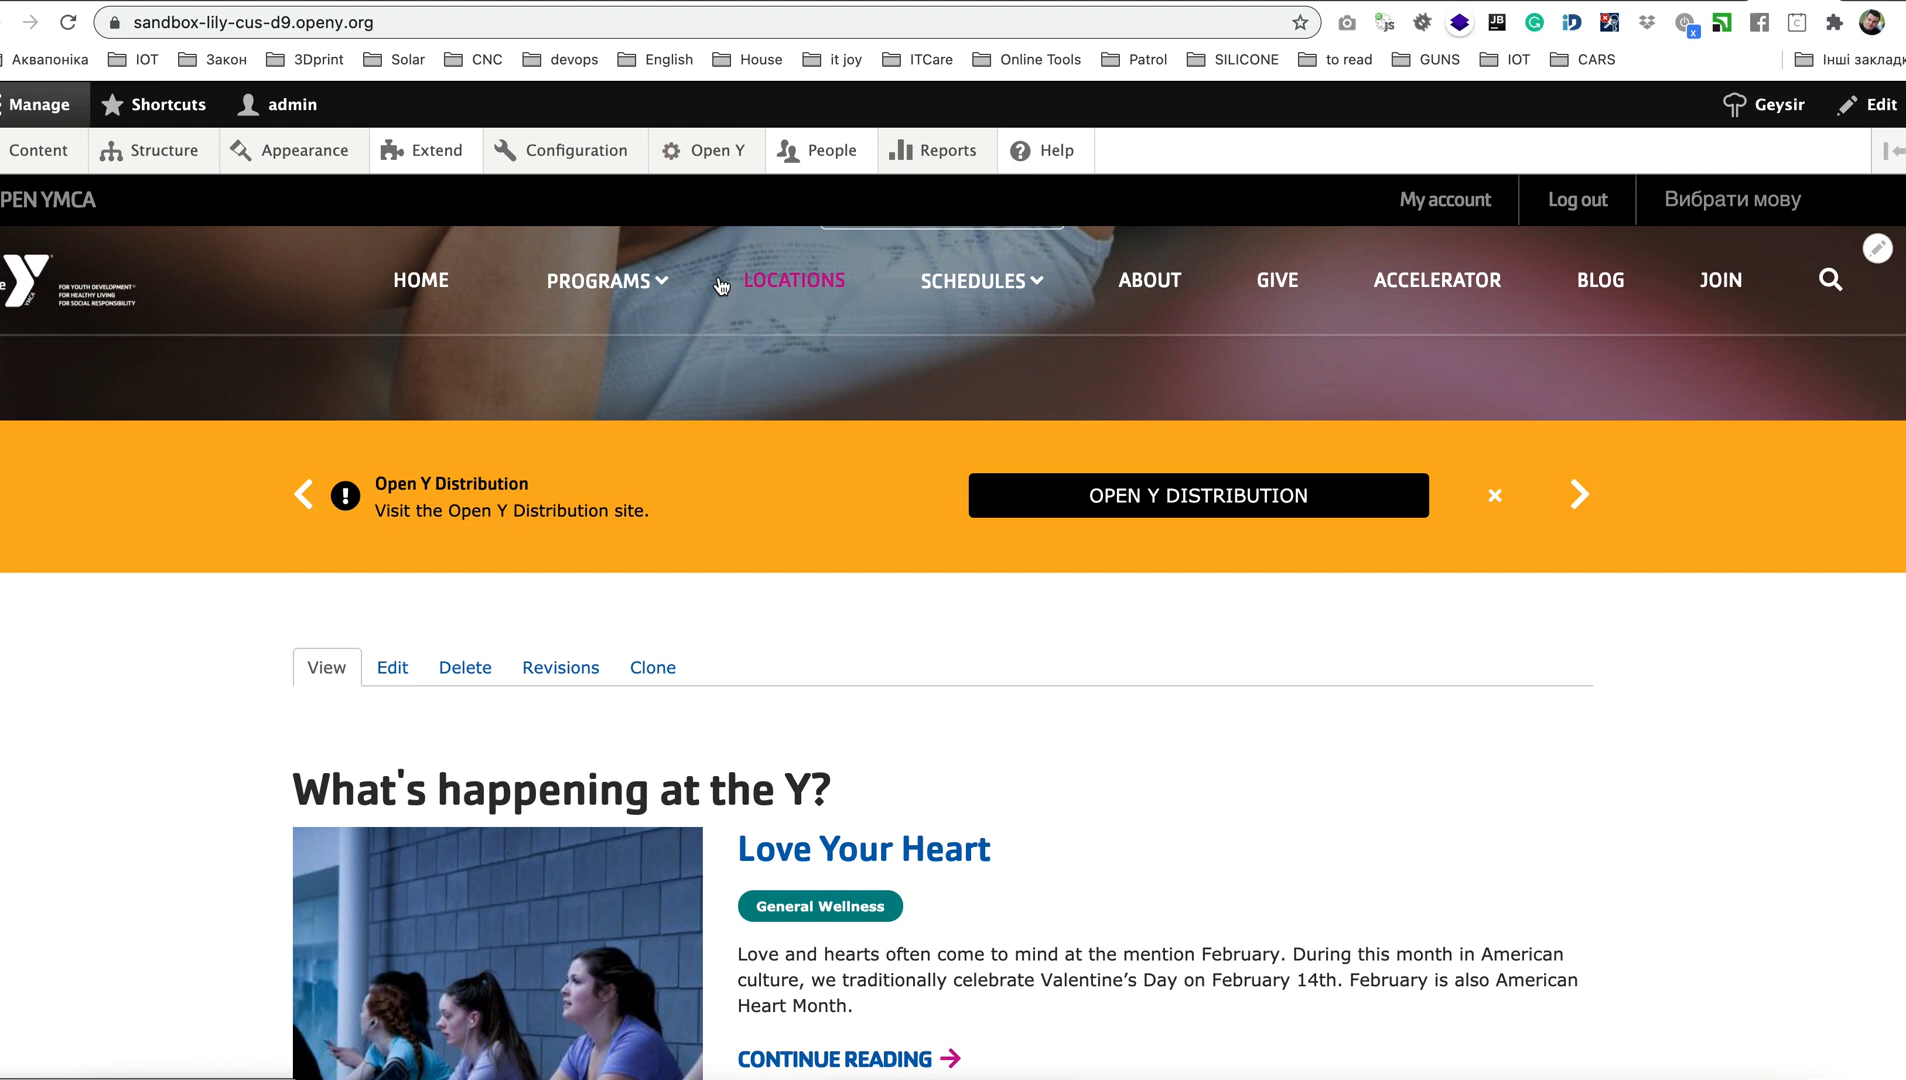 sandbox-lily-cus-d9.openy.org
Аквапоніка IOT Закон 3Dprint Solar CNC devops English House it joy ITCare Online Tools Patrol SILICONE to read GUNS IOT CARS Інші заклад
Manage Shortcuts admin Geysir Edit
Content Structure Appearance Extend Configuration Open Y People Reports Help
PEN YMCA My account Log out Вибрати мову
FOR YOUTH DEVELOPMENT®
FOR HEALTHY LIVING
FOR SOCIAL RESPONSIBILITY
HOME PROGRAMS LOCATIONS SCHEDULES ABOUT GIVE ACCELERATOR BLOG JOIN
Open Y Distribution
Visit the Open Y Distribution site.
OPEN Y DISTRIBUTION
View Edit Delete Revisions Clone
What's happening at the Y?
Love Your Heart
General Wellness
Love and hearts often come to mind at the mention February. During this month in American
culture, we traditionally celebrate Valentine’s Day on February 14th. February is also American
Heart Month.
CONTINUE READING